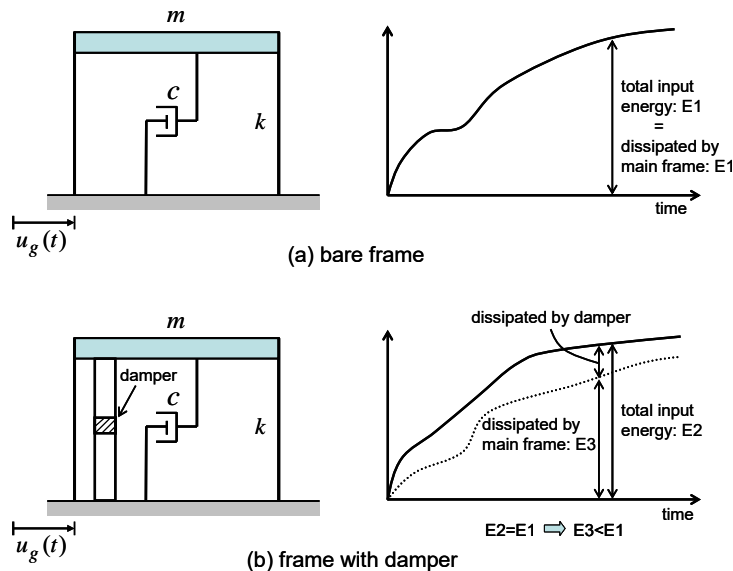 m
c
k
u_g(t)
total input
energy: E1
=
dissipated by
main frame: E1
time
(a) bare frame
m
damper
c
k
u_g(t)
dissipated by damper
dissipated by
main frame: E3
total input
energy: E2
time
E2=E1 ⇒ E3<E1
(b) frame with damper